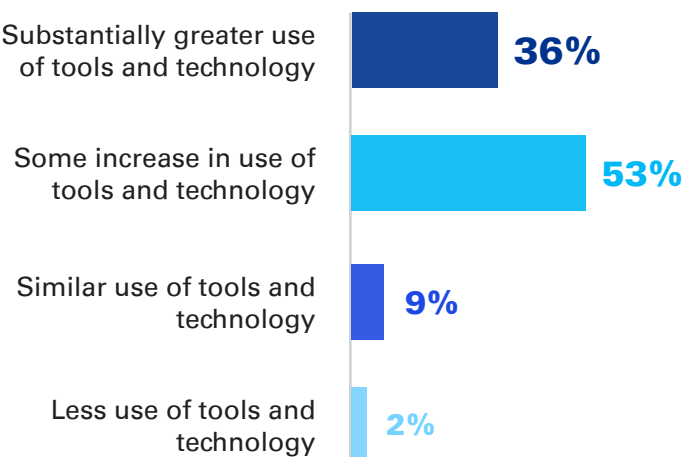 Substantially greater use
of tools and technology
36%
Some increase in use of
tools and technology
53%
Similar use of tools and
technology
9%
Less use of tools and
technology
2%